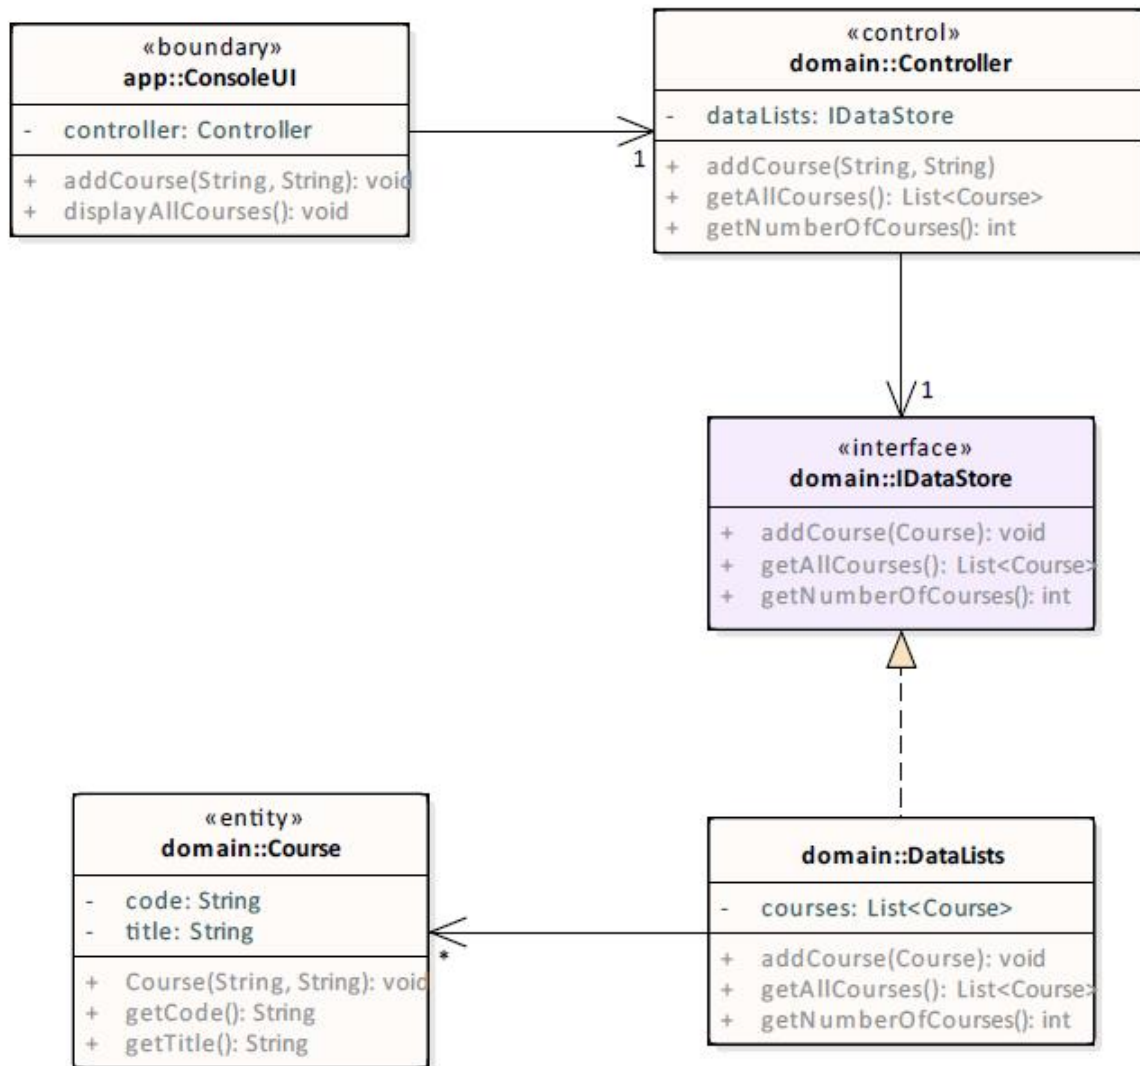 «boundary»
app::ConsoleUI
- controller: Controller
+ addCourse(String, String): void
+ displayAllCourses(): void
«control»
domain::Controller
- dataLists: IDataStore
+ addCourse(String, String)
+ getAllCourses(): List<Course>
+ getNumberOfCourses(): int
1
1
«interface»
domain::IDataStore
+ addCourse(Course): void
+ getAllCourses(): List<Course>
+ getNumberOfCourses(): int
«entity»
domain::Course
- code: String
- title: String
+ Course(String, String): void
+ getCode(): String
+ getTitle(): String
*
domain::DataLists
- courses: List<Course>
+ addCourse(Course): void
+ getAllCourses(): List<Course>
+ getNumberOfCourses(): int